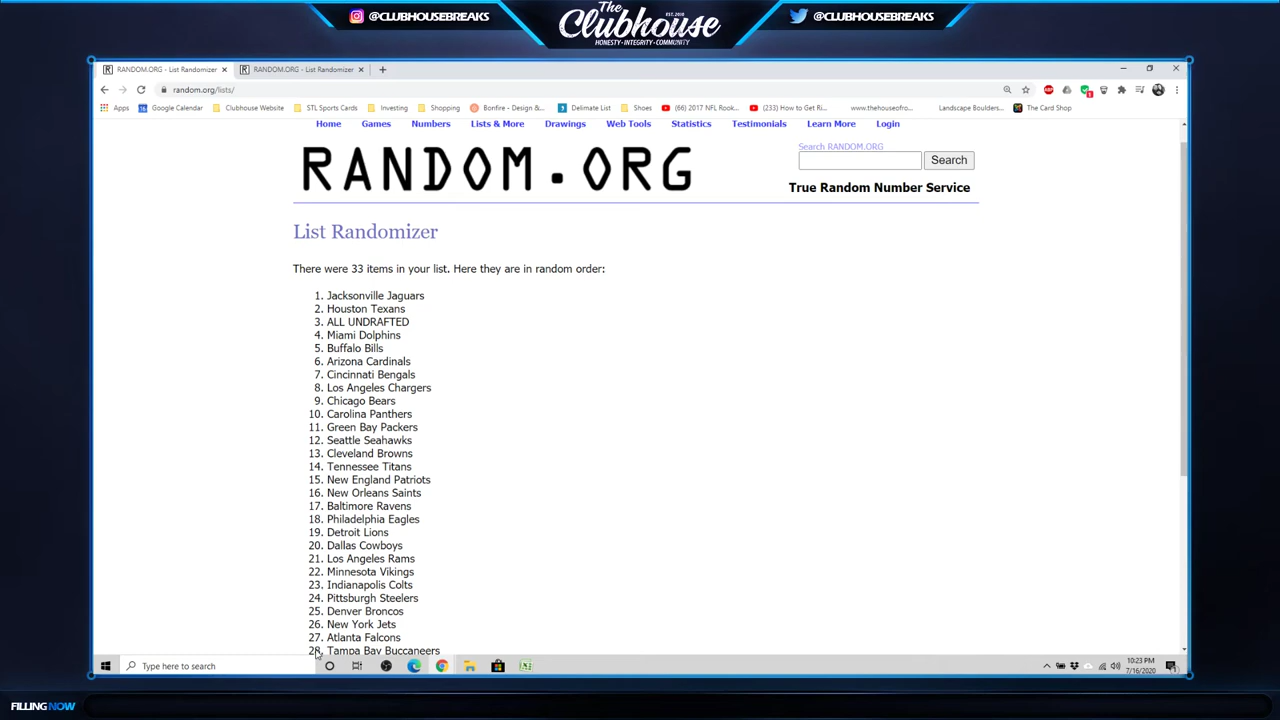 @CLUBHOUSEBREAKS
The Clubhouse
EST. 2018
HONESTY • INTEGRITY • COMMUNITY
@CLUBHOUSEBREAKS
RANDOM.ORG - List Randomizer
RANDOM.ORG - List Randomizer
random.org/lists/
Apps Google Calendar Clubhouse Website STL Sports Cards Investing Shopping Bonfire - Design &... Delimate List Shoes (66) 2017 NFL Rook... (233) How to Get Ri... www.thehouseofro... Landscape Boulders... The Card Shop
Home Games Numbers Lists & More Drawings Web Tools Statistics Testimonials Learn More Login
RANDOM.ORG
Search RANDOM.ORG
Search
True Random Number Service
List Randomizer
There were 33 items in your list. Here they are in random order:
1. Jacksonville Jaguars
2. Houston Texans
3. ALL UNDRAFTED
4. Miami Dolphins
5. Buffalo Bills
6. Arizona Cardinals
7. Cincinnati Bengals
8. Los Angeles Chargers
9. Chicago Bears
10. Carolina Panthers
11. Green Bay Packers
12. Seattle Seahawks
13. Cleveland Browns
14. Tennessee Titans
15. New England Patriots
16. New Orleans Saints
17. Baltimore Ravens
18. Philadelphia Eagles
19. Detroit Lions
20. Dallas Cowboys
21. Los Angeles Rams
22. Minnesota Vikings
23. Indianapolis Colts
24. Pittsburgh Steelers
25. Denver Broncos
26. New York Jets
27. Atlanta Falcons
28. Tampa Bay Buccaneers
Type here to search
10:23 PM
7/16/2020
FILLING NOW